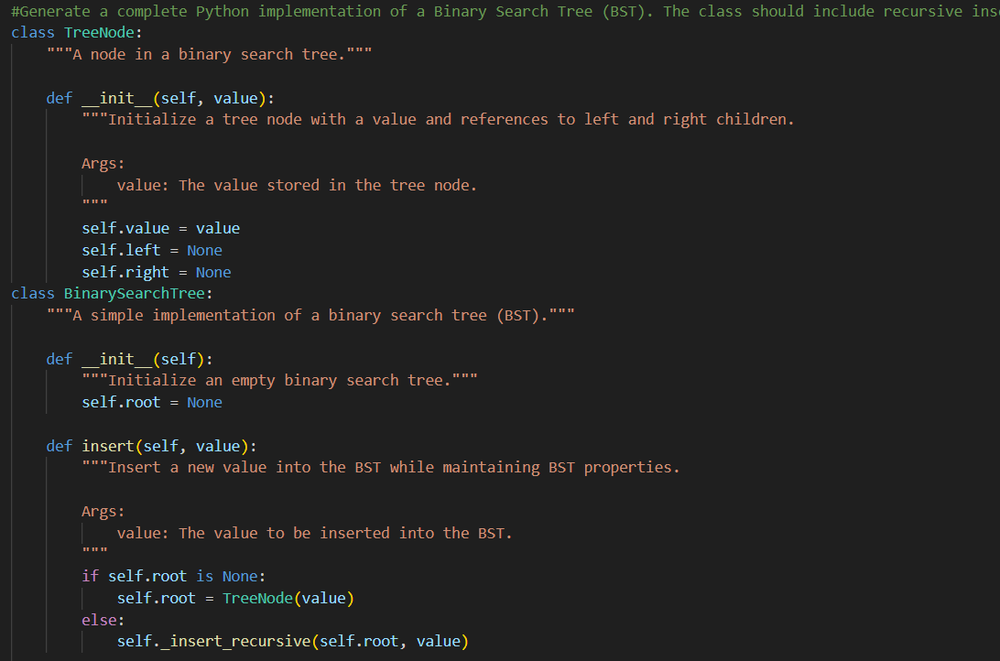 #Generate a complete Python implementation of a Binary Search Tree (BST). The class should include recursive
class TreeNode:
    """A node in a binary search tree."""

    def __init__(self, value):
        """Initialize a tree node with a value and references to left and right children.

        Args:
            value: The value stored in the tree node.
        """
        self.value = value
        self.left = None
        self.right = None
class BinarySearchTree:
    """A simple implementation of a binary search tree (BST)."""

    def __init__(self):
        """Initialize an empty binary search tree."""
        self.root = None

    def insert(self, value):
        """Insert a new value into the BST while maintaining BST properties.

        Args:
            value: The value to be inserted into the BST.
        """
        if self.root is None:
            self.root = TreeNode(value)
        else:
            self._insert_recursive(self.root, value)